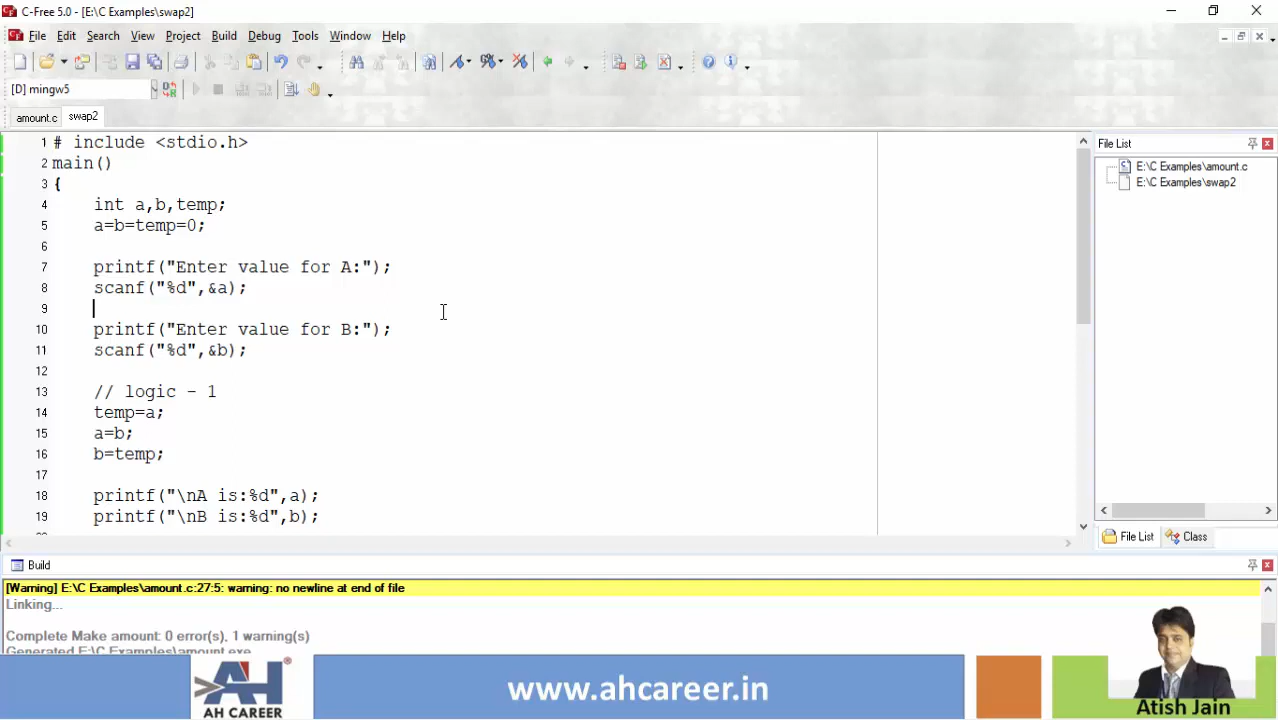 C-Free 5.0 - [E:\C Examples\swap2]
File Edit Search View Project Build Debug Tools Window Help
[D] mingw5
amount.c swap2
1 # include <stdio.h>
2 main()
3 {
4 int a,b,temp;
5 a=b=temp=0;
6
7 printf("Enter value for A:");
8 scanf("%d",&a);
9
10 printf("Enter value for B:");
11 scanf("%d",&b);
12
13 // logic - 1
14 temp=a;
15 a=b;
16 b=temp;
17
18 printf("\nA is:%d",a);
19 printf("\nB is:%d",b);
File List
E:\C Examples\amount.c
E:\C Examples\swap2
File List Class
Build
[Warning] E:\C Examples\amount.c:27:5: warning: no newline at end of file
Linking...
Complete Make amount: 0 error(s), 1 warning(s)
Generated E:\C Examples\amount.exe
AH
AH CAREER
®
www.ahcareer.in
Atish Jain